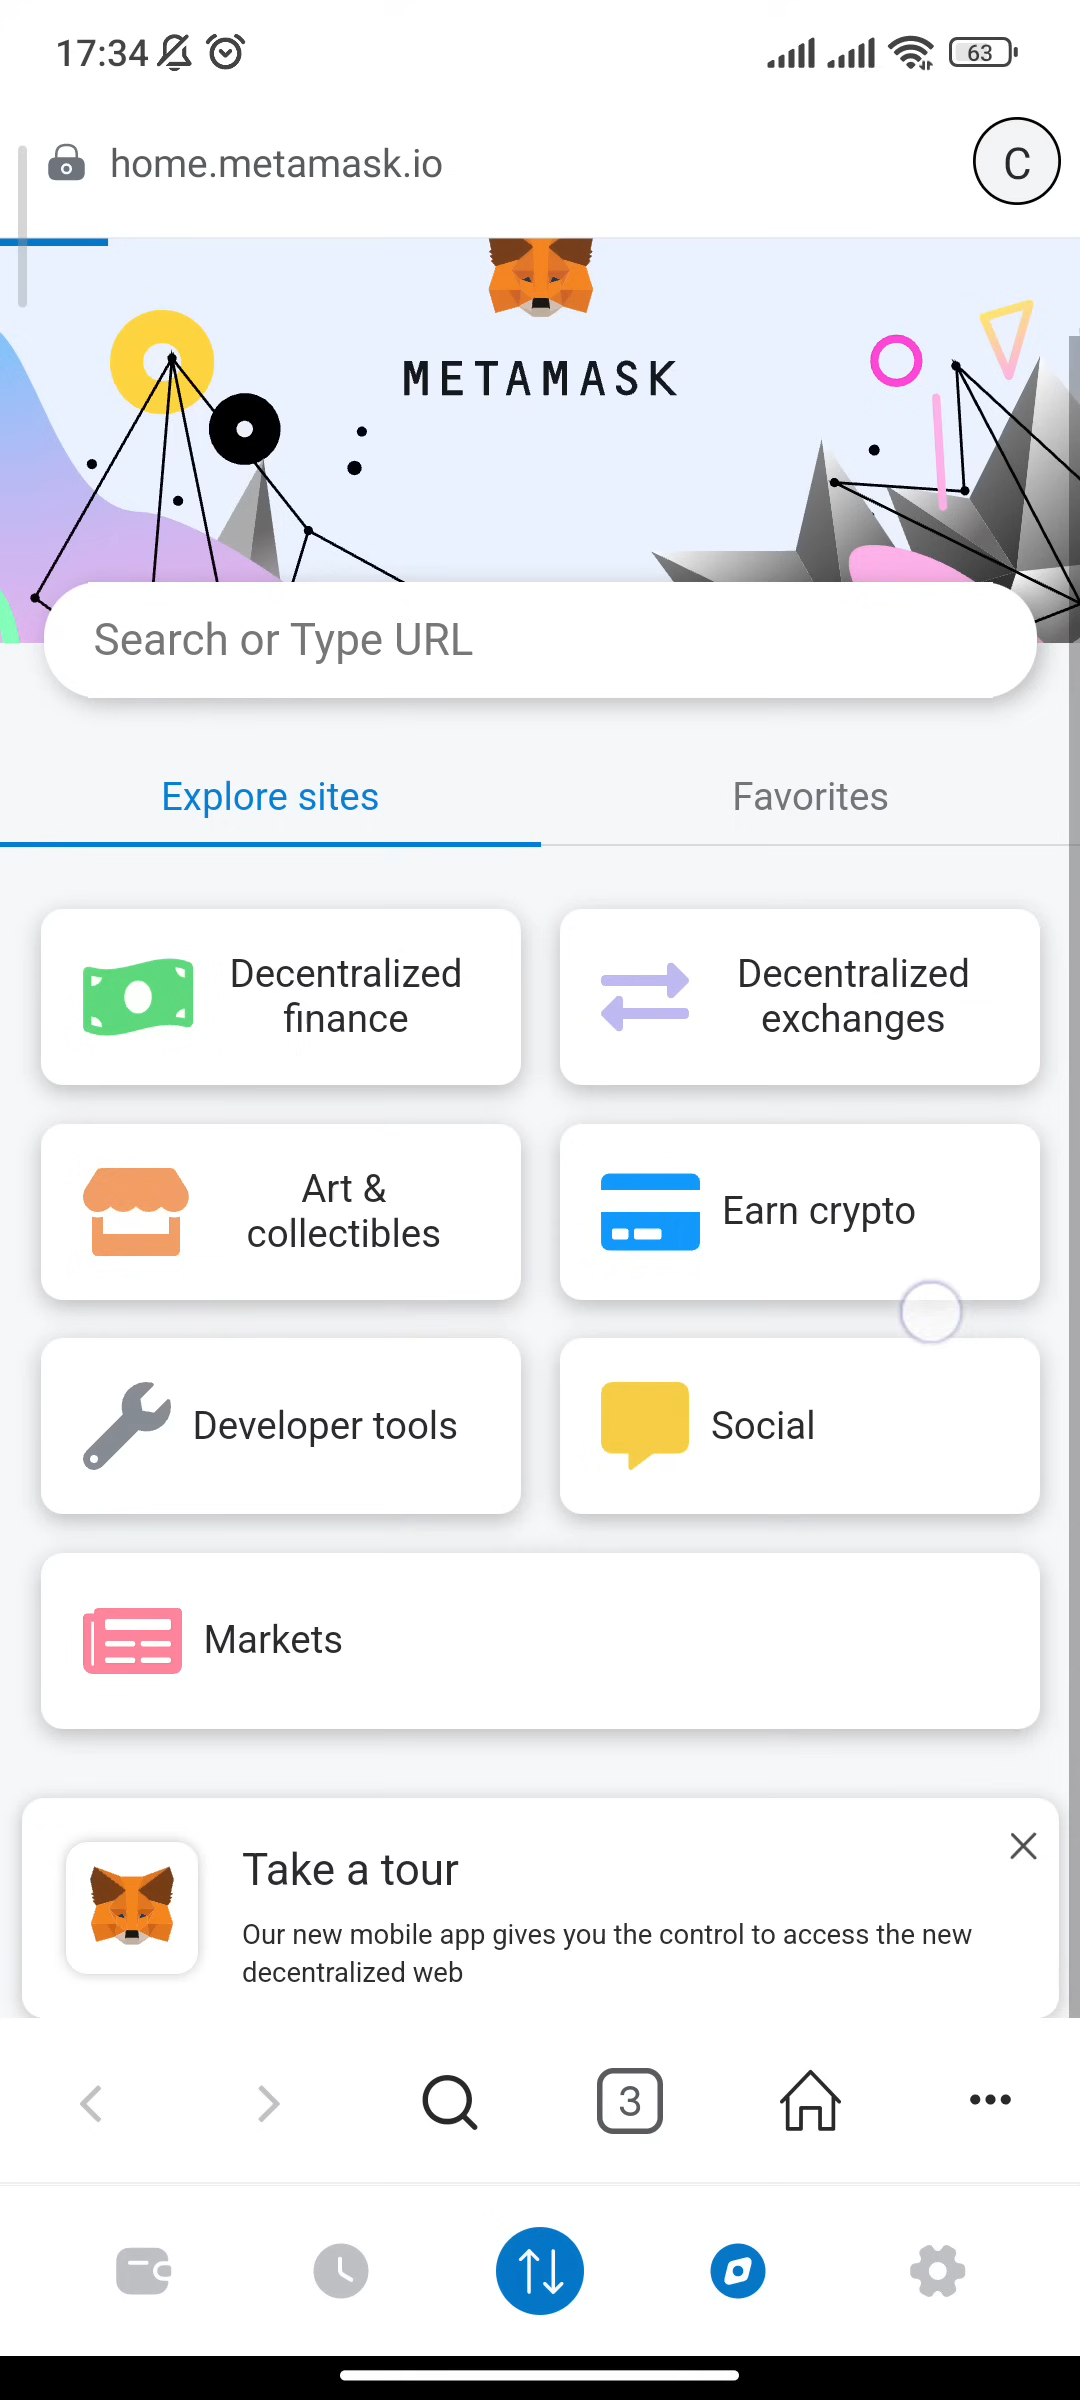 17:34
63
home.metamask.io
C
METAMASK
Search or Type URL
Explore sites
Favorites
Decentralized
finance
Decentralized
exchanges
Art &
collectibles
Earn crypto
Developer tools
Social
Markets
Take a tour
Our new mobile app gives you the control to access the new
decentralized web
3